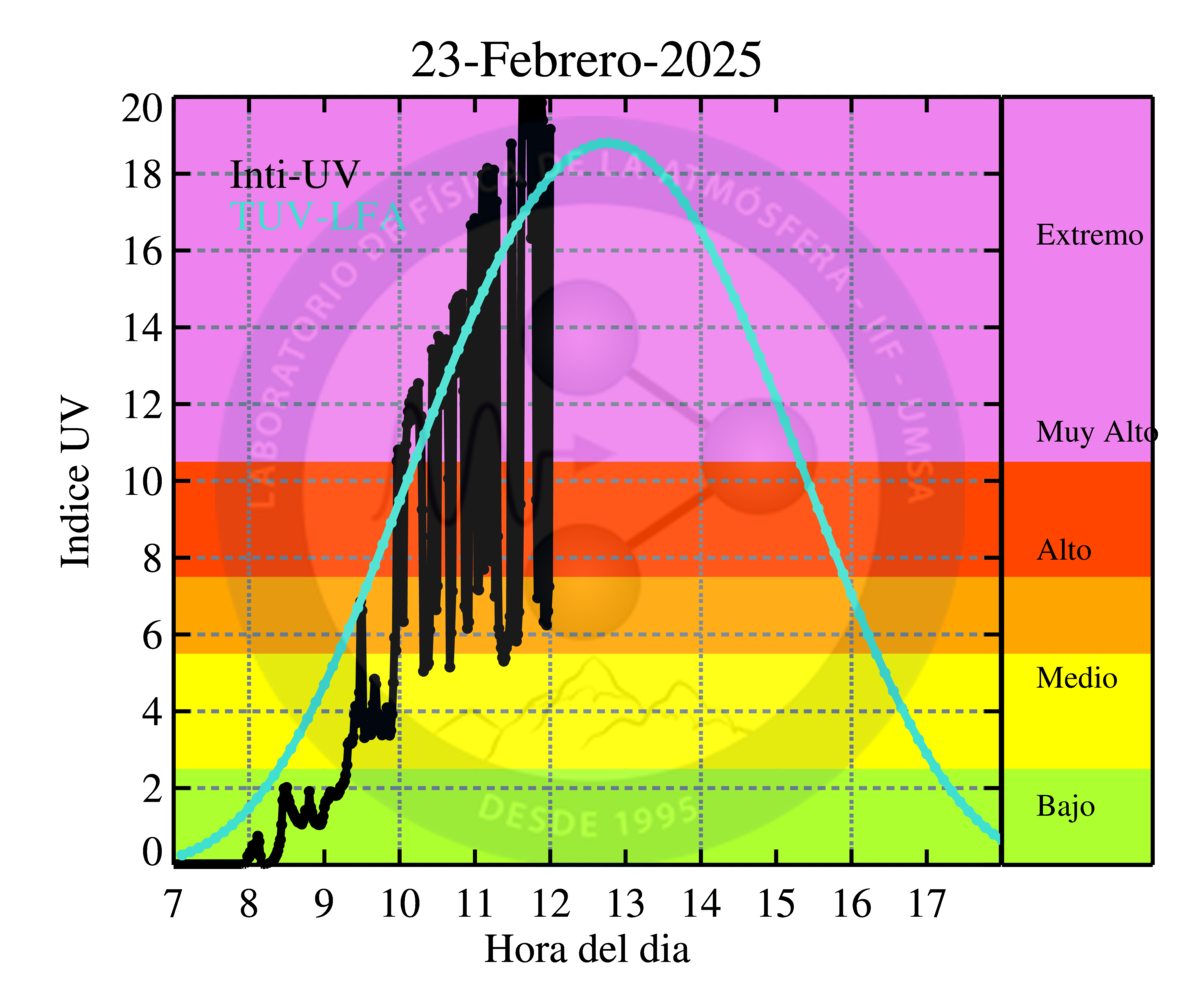 23-Febrero-2025
20
18
16
14
12
10
8
6
4
2
0
Indice UV
Inti-UV
TUV-LFA
LABORATORIO DE FÍSICA DE LA ATMÓSFERA - IIF - UMSA
DESDE 1995
Extremo
Muy Alto
Alto
Medio
Bajo
7 8 9 10 11 12 13 14 15 16 17
Hora del dia